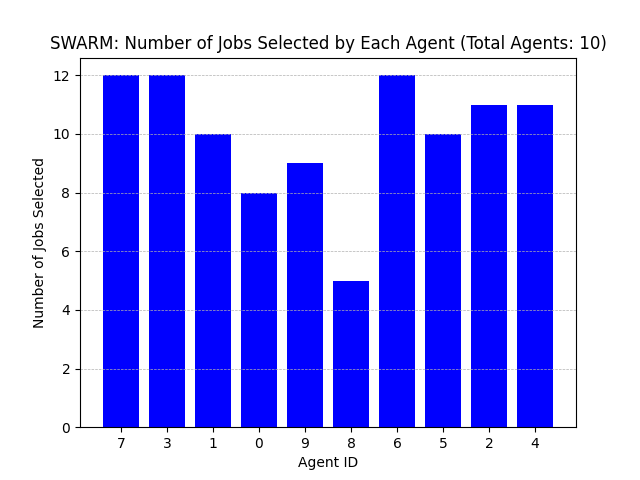 SWARM: Number of Jobs Selected by Each Agent (Total Agents: 10)
12
10
8
6
4
2
0
Number of Jobs Selected
7 3 1 0 9 8 6 5 2 4
Agent ID